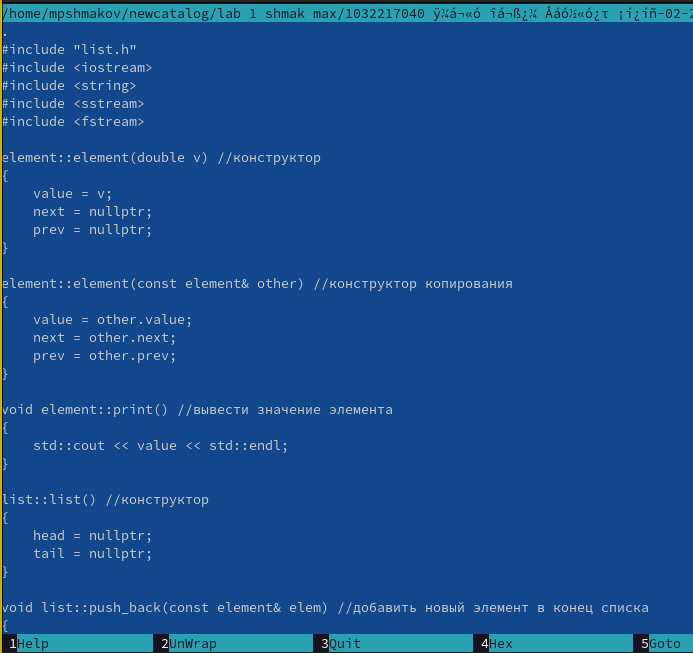 /home/mpshmakov/newcatalog/lab 1 shmak max/1032217040
.
#include "list.h"
#include <iostream>
#include <string>
#include <sstream>
#include <fstream>
element::element(double v) //конструктор
{
    value = v;
    next = nullptr;
    prev = nullptr;
}
element::element(const element& other) //конструктор копирования
{
    value = other.value;
    next = other.next;
    prev = other.prev;
}
void element::print() //вывести значение элемента
{
    std::cout << value << std::endl;
}
list::list() //конструктор
{
    head = nullptr;
    tail = nullptr;
}
void list::push_back(const element& elem) //добавить новый элемент в конец списка
{
1Help 2UnWrap 3Quit 4Hex 5Goto